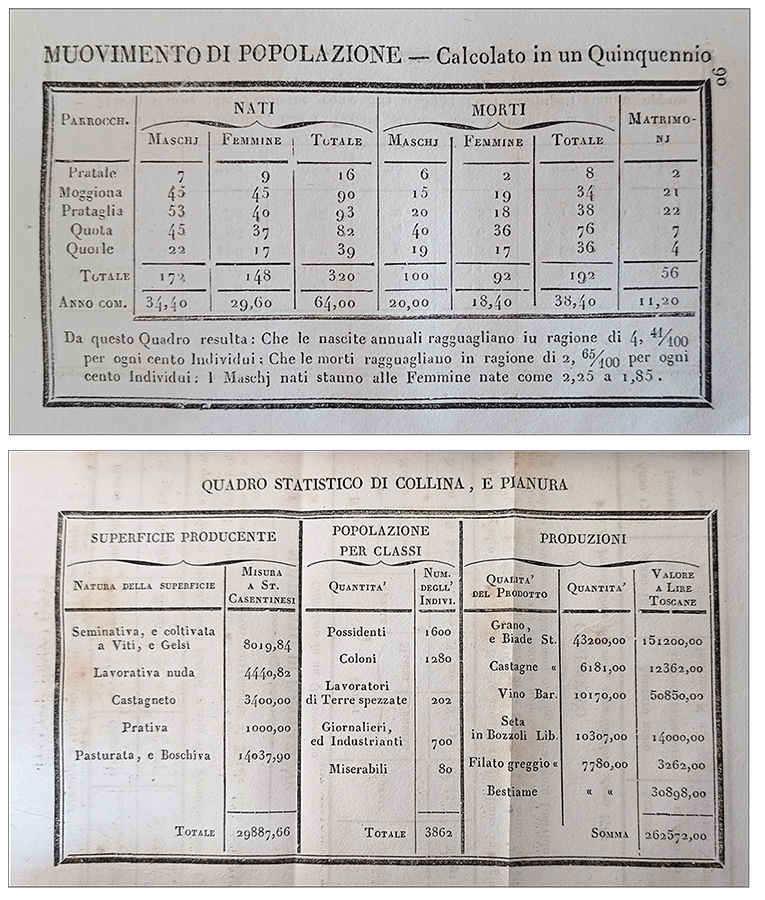 MUOVIMENTO DI POPOLAZIONE — Calcolato in un Quinquennio
90
PARROCCH. NATI MORTI MATRIMO-
NJ
MASCHJ FEMMINE TOTALE MASCHJ FEMMINE TOTALE
Pratale 7 9 16 6 2 8 2
Moggiona 45 45 90 15 19 34 21
Prataglia 53 40 93 20 18 38 22
Quota 45 37 82 40 36 76 7
Quorle 22 17 39 19 17 36 4
TOTALE 172 148 320 100 92 192 56
ANNO COM. 34,40 29,60 64,00 20,00 18,40 38,40 11,20
Da questo Quadro resulta: Che le nascite annuali ragguagliano iu ragione di 4, 41/100
per ogni cento Individui: Che le morti ragguagliano in ragione di 2, 65/100 per ogni
cento Individui: I Maschj nati stanno alle Femmine nate come 2,25 a 1,85.
QUADRO STATISTICO DI COLLINA, E PIANURA
SUPERFICIE PRODUCENTE
NATURA DELLA SUPERFICIE MISURA
A ST.
CASENTINESI
Seminativa, e coltivata
a Viti, e Gelsi 8019,84
Lavorativa nuda 4440,82
Castagneto 3400,00
Prativa 1000,00
Pasturata, e Boschiva 14037,90
TOTALE 29887,66
POPOLAZIONE
PER CLASSI
QUANTITA' NUM.
DEGL'
INDIVI.
Possidenti 1600
Coloni 1280
Lavoratori
di Terre spezzate 202
Giornalieri,
ed Industrianti 700
Miserabili 80
TOTALE 3862
PRODUZIONI
QUALITA'
DEL PRODOTTO QUANTITA' VALORE
A LIRE
TOSCANE
Grano,
e Biade St. 43200,00 151200,00
Castagne « 6181,00 12362,00
Vino Bar. 10170,00 50850,00
Seta
in Bozzoli Lib. 10307,00 14000,00
Filato greggio « 7780,00 3262,00
Bestiame « « 30898,00
SOMMA 262572,00